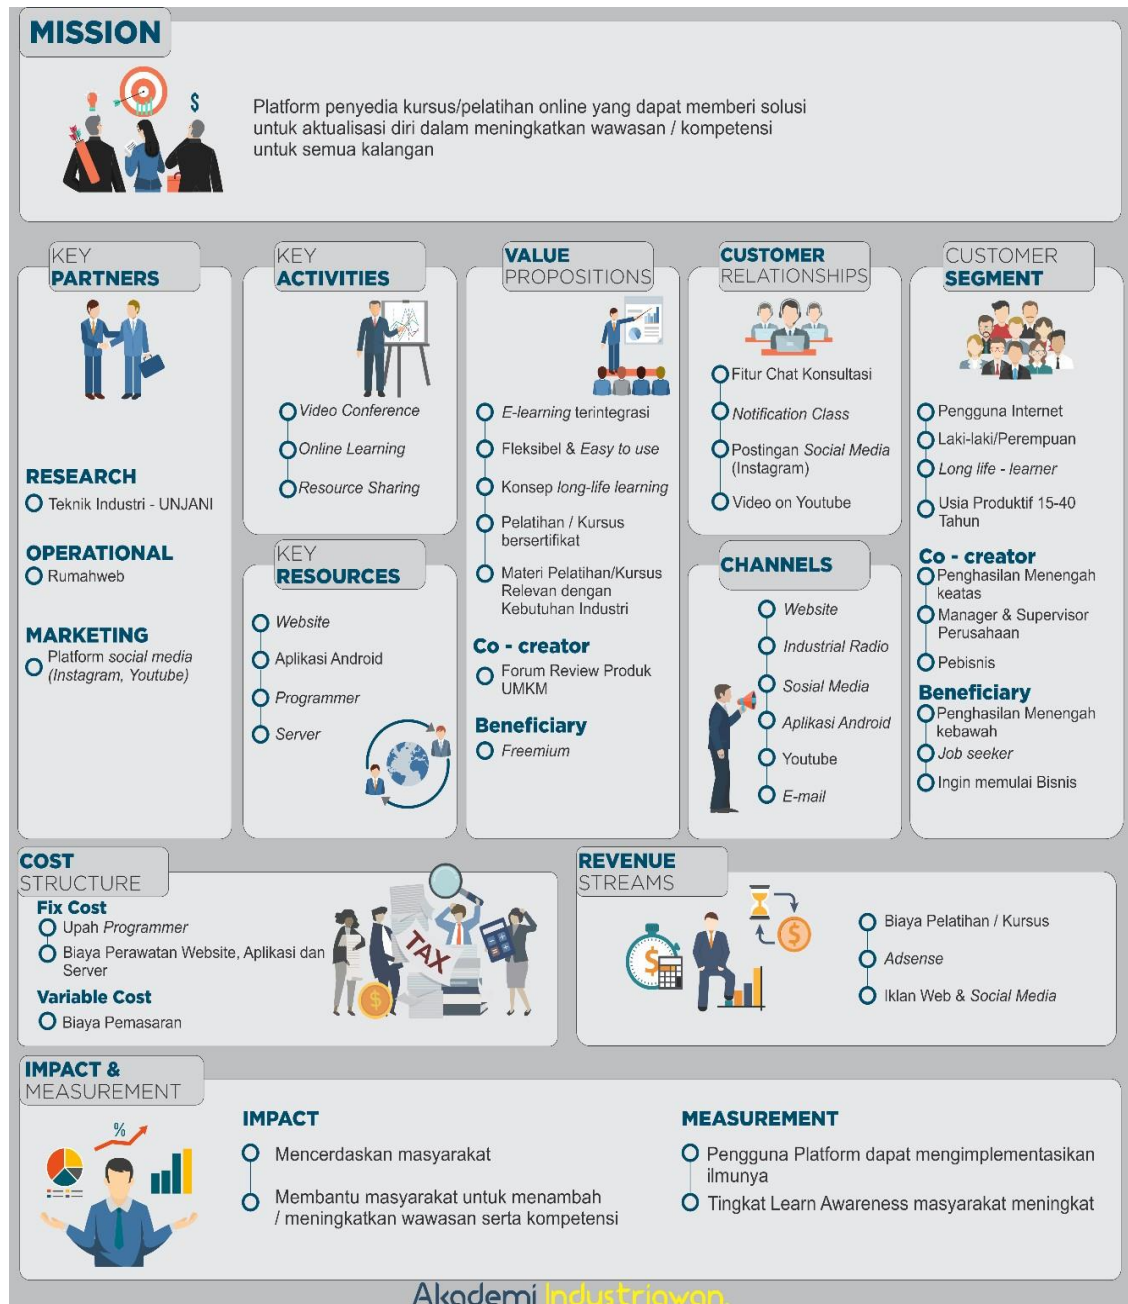 MISSION
$
Platform penyedia kursus/pelatihan online yang dapat memberi solusi
untuk aktualisasi diri dalam meningkatkan wawasan / kompetensi
untuk semua kalangan
KEY
PARTNERS
RESEARCH
Teknik Industri - UNJANI
OPERATIONAL
Rumahweb
MARKETING
Platform social media
(Instagram, Youtube)
KEY
ACTIVITIES
Video Conference
Online Learning
Resource Sharing
KEY
RESOURCES
Website
Aplikasi Android
Programmer
Server
VALUE
PROPOSITIONS
E-learning terintegrasi
Fleksibel & Easy to use
Konsep long-life learning
Pelatihan / Kursus
bersertifikat
Materi Pelatihan/Kursus
Relevan dengan
Kebutuhan Industri
Co - creator
Forum Review Produk
UMKM
Beneficiary
Freemium
CUSTOMER
RELATIONSHIPS
Fitur Chat Konsultasi
Notification Class
Postingan Social Media
(Instagram)
Video on Youtube
CHANNELS
Website
Industrial Radio
Sosial Media
Aplikasi Android
Youtube
E-mail
CUSTOMER
SEGMENT
Pengguna Internet
Laki-laki/Perempuan
Long life - learner
Usia Produktif 15-40
Tahun
Co - creator
Penghasilan Menengah
keatas
Manager & Supervisor
Perusahaan
Pebisnis
Beneficiary
Penghasilan Menengah
kebawah
Job seeker
Ingin memulai Bisnis
COST
STRUCTURE
Fix Cost
Upah Programmer
Biaya Perawatan Website, Aplikasi dan
Server
Variable Cost
Biaya Pemasaran
TAX
$
REVENUE
STREAMS
$
$
Biaya Pelatihan / Kursus
Adsense
Iklan Web & Social Media
IMPACT &
MEASUREMENT
%
IMPACT
Mencerdaskan masyarakat
Membantu masyarakat untuk menambah
/ meningkatkan wawasan serta kompetensi
MEASUREMENT
Pengguna Platform dapat mengimplementasikan
ilmunya
Tingkat Learn Awareness masyarakat meningkat
Akademi Industriawan.